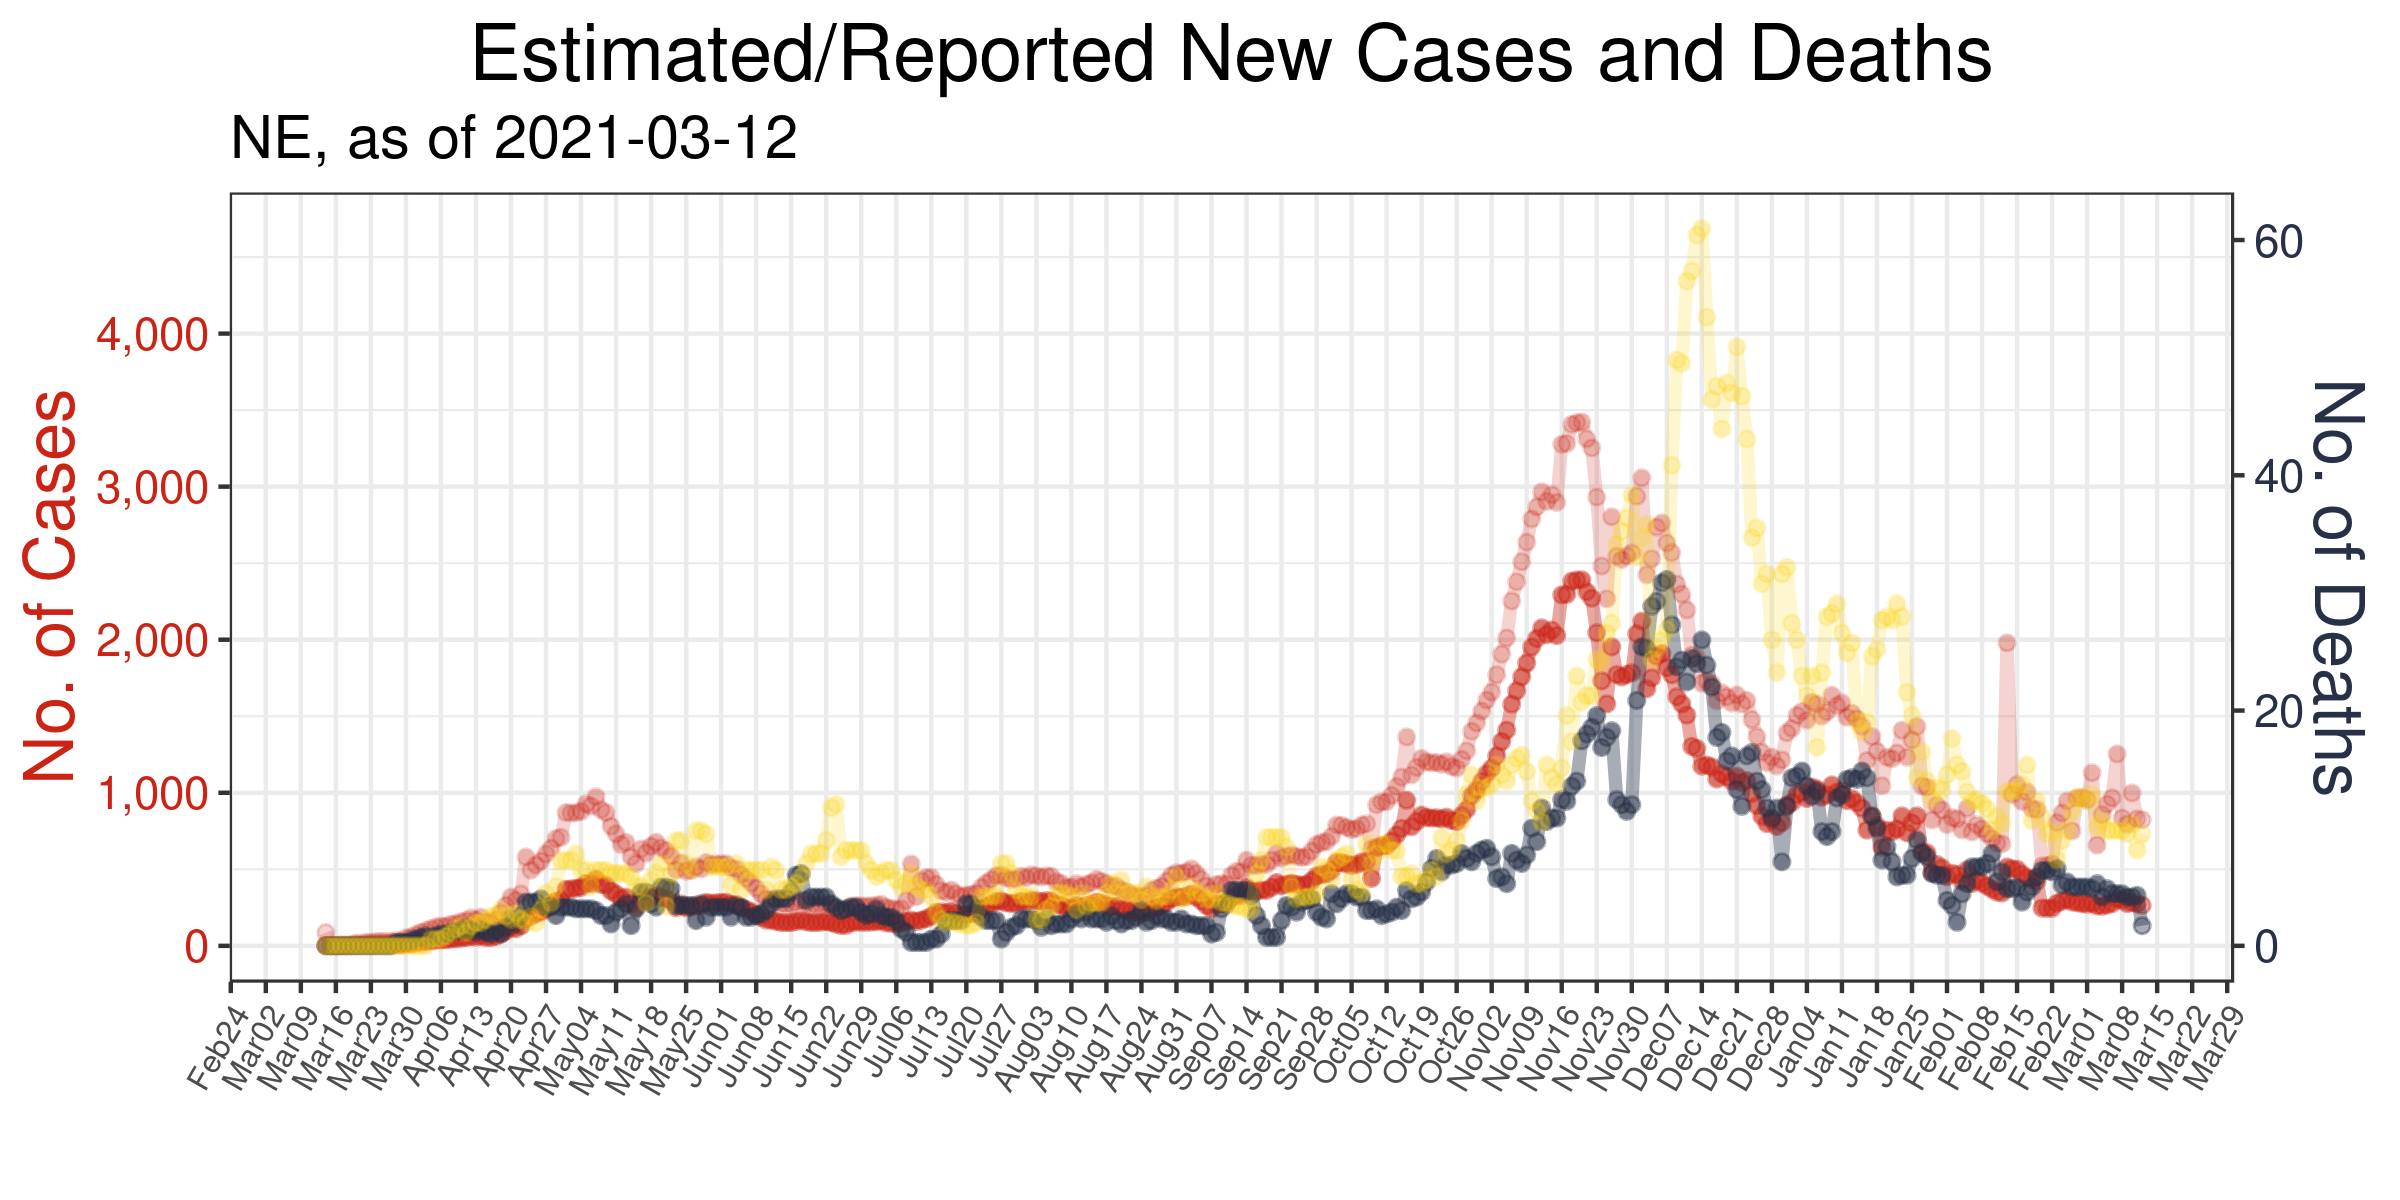 Estimated/Reported New Cases and Deaths
NE, as of 2021-03-12
No. of Cases
4,000
3,000
2,000
1,000
0
60
40
20
0
No. of Deaths
Feb24 Mar02 Mar09 Mar16 Mar23 Mar30 Apr06 Apr13 Apr20 Apr27 May04 May11 May18 May25 Jun01 Jun08 Jun15 Jun22 Jun29 Jul06 Jul13 Jul20 Jul27 Aug03 Aug10 Aug17 Aug24 Aug31 Sep07 Sep14 Sep21 Sep28 Oct05 Oct12 Oct19 Oct26 Nov02 Nov09 Nov16 Nov23 Nov30 Dec07 Dec14 Dec21 Dec28 Jan04 Jan11 Jan18 Jan25 Feb01 Feb08 Feb15 Feb22 Mar01 Mar08 Mar15 Mar22 Mar29